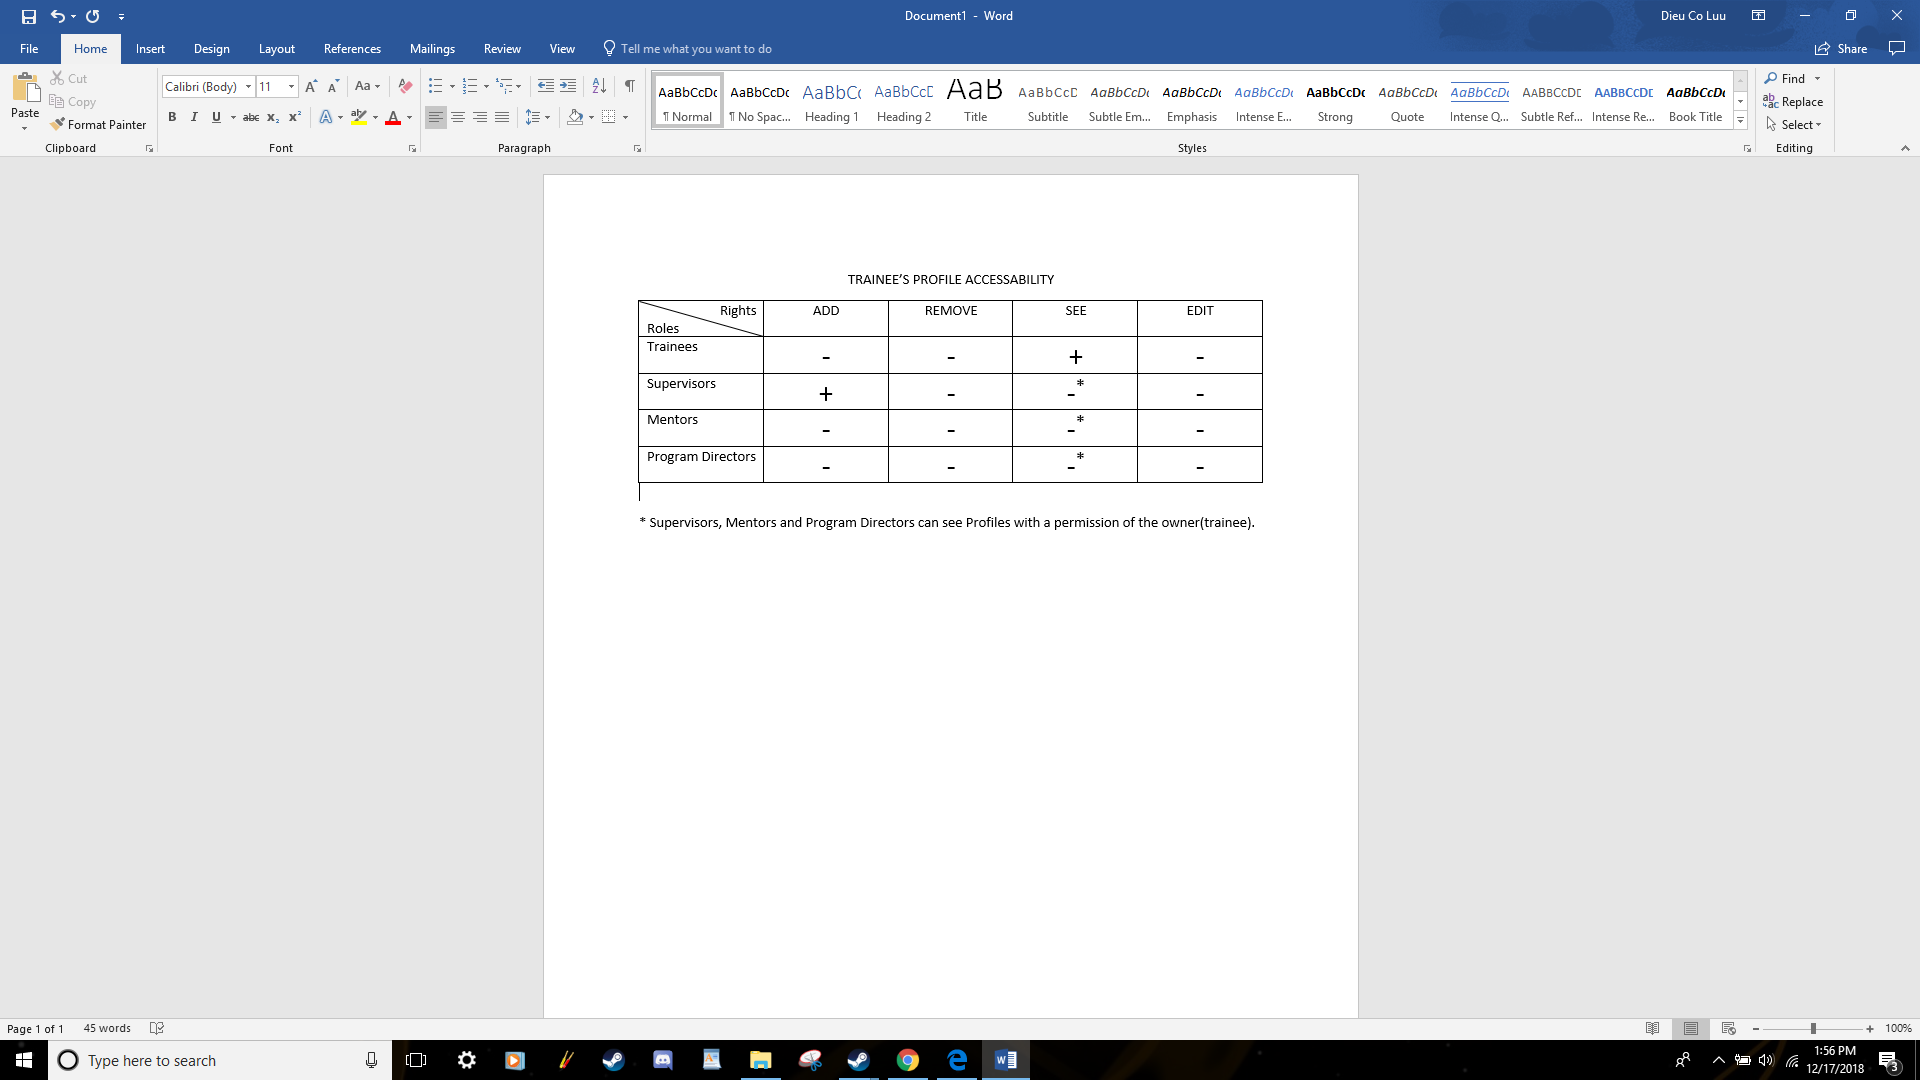 Document1 - Word
Dieu Co Luu
File Home Insert Design Layout References Mailings Review View Tell me what you want to do
Share
Paste
Cut
Copy
Format Painter
Clipboard
Calibri (Body) 11
Font
Paragraph
AaBbCcDc AaBbCcDc AaBbCc AaBbCcD AaB AaBbCcD AaBbCcDc AaBbCcDc AaBbCcDc AaBbCcDc AaBbCcDc AaBbCcDc AABBCCDE AABBCCDE AaBbCcDc
¶ Normal ¶ No Spac... Heading 1 Heading 2 Title Subtitle Subtle Em... Emphasis Intense E... Strong Quote Intense Q... Subtle Ref... Intense Re... Book Title
Styles
Find
Replace
Select
Editing
TRAINEE'S PROFILE ACCESSABILITY
Rights
Roles
ADD REMOVE SEE EDIT
Trainees - - + -
Supervisors + - -* -
Mentors - - -* -
Program Directors - - -* -
* Supervisors, Mentors and Program Directors can see Profiles with a permission of the owner(trainee).
Page 1 of 1 45 words
100%
Type here to search
1:56 PM
12/17/2018
3